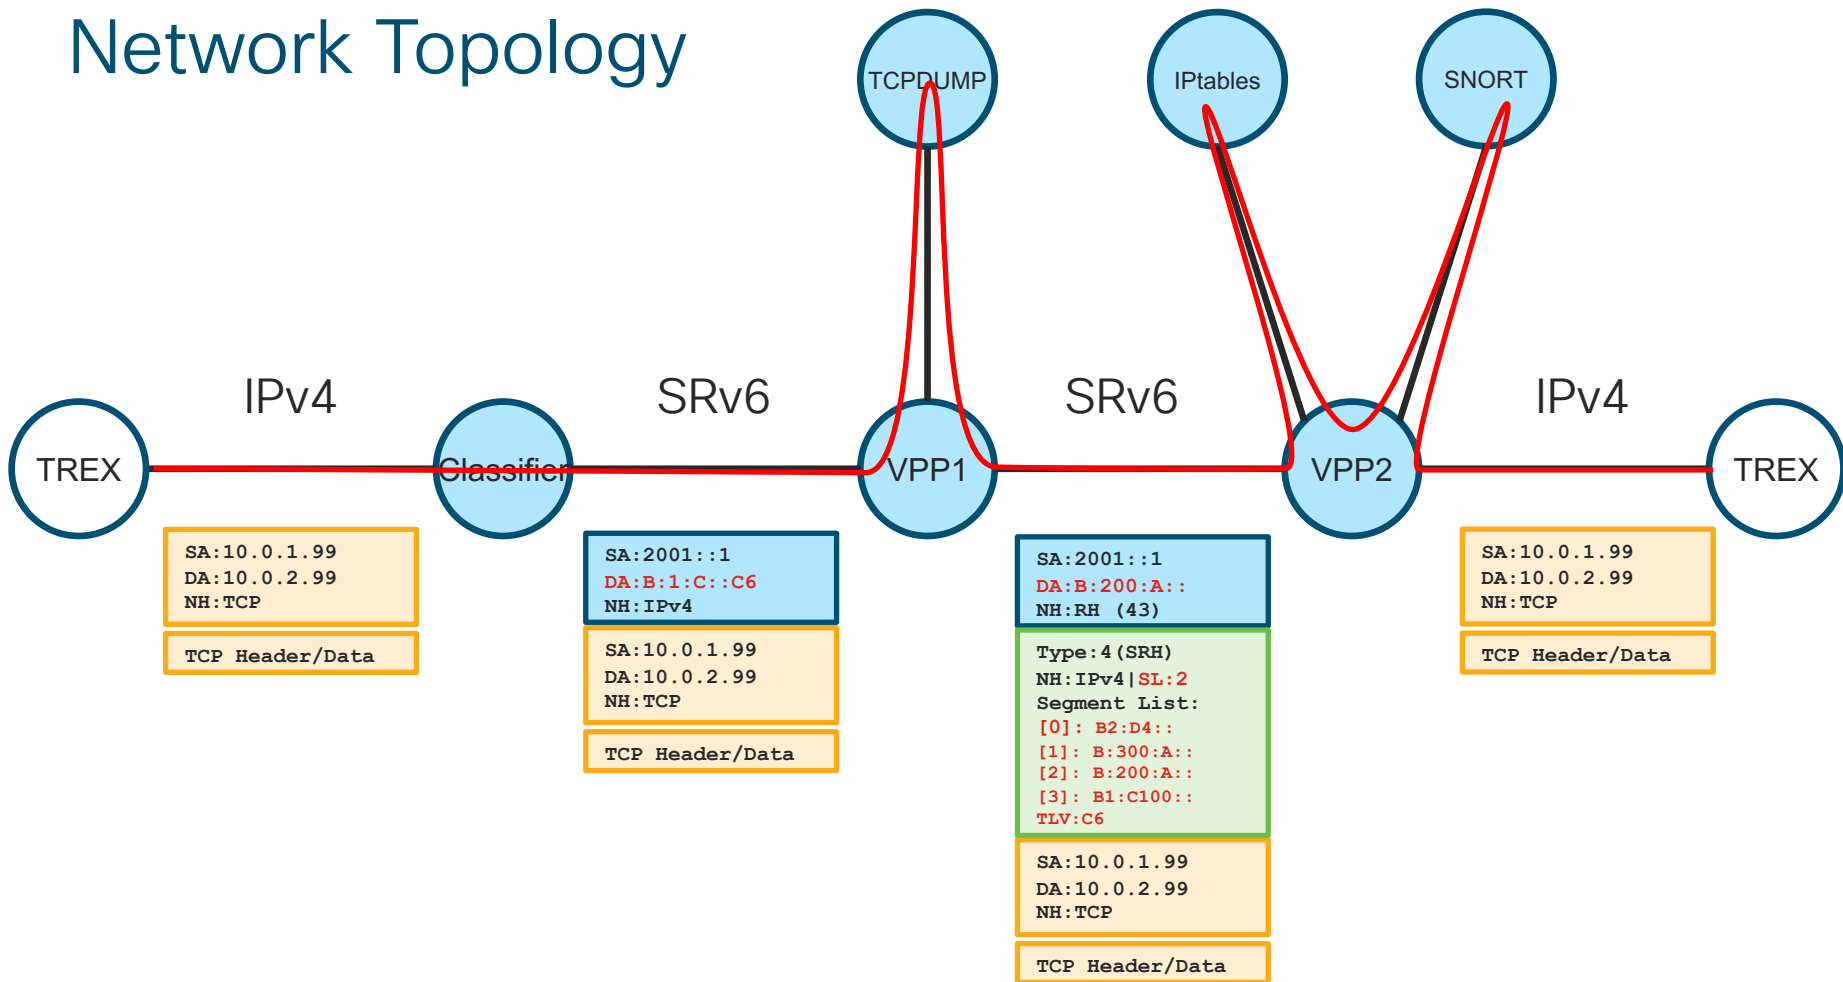 Network Topology
TCPDUMP
IPtables
SNORT
IPv4
SRv6
SRv6
IPv4
TREX
Classifier
VPP1
VPP2
TREX
SA:10.0.1.99
DA:10.0.2.99
NH:TCP
TCP Header/Data
SA:2001::1
DA:B:1:C::C6
NH:IPv4
SA:10.0.1.99
DA:10.0.2.99
NH:TCP
TCP Header/Data
SA:2001::1
DA:B:200:A::
NH:RH (43)
Type:4(SRH)
NH:IPv4|SL:2
Segment List:
[0]: B2:D4::
[1]: B:300:A::
[2]: B:200:A::
[3]: B1:C100::
TLV:C6
SA:10.0.1.99
DA:10.0.2.99
NH:TCP
TCP Header/Data
SA:10.0.1.99
DA:10.0.2.99
NH:TCP
TCP Header/Data